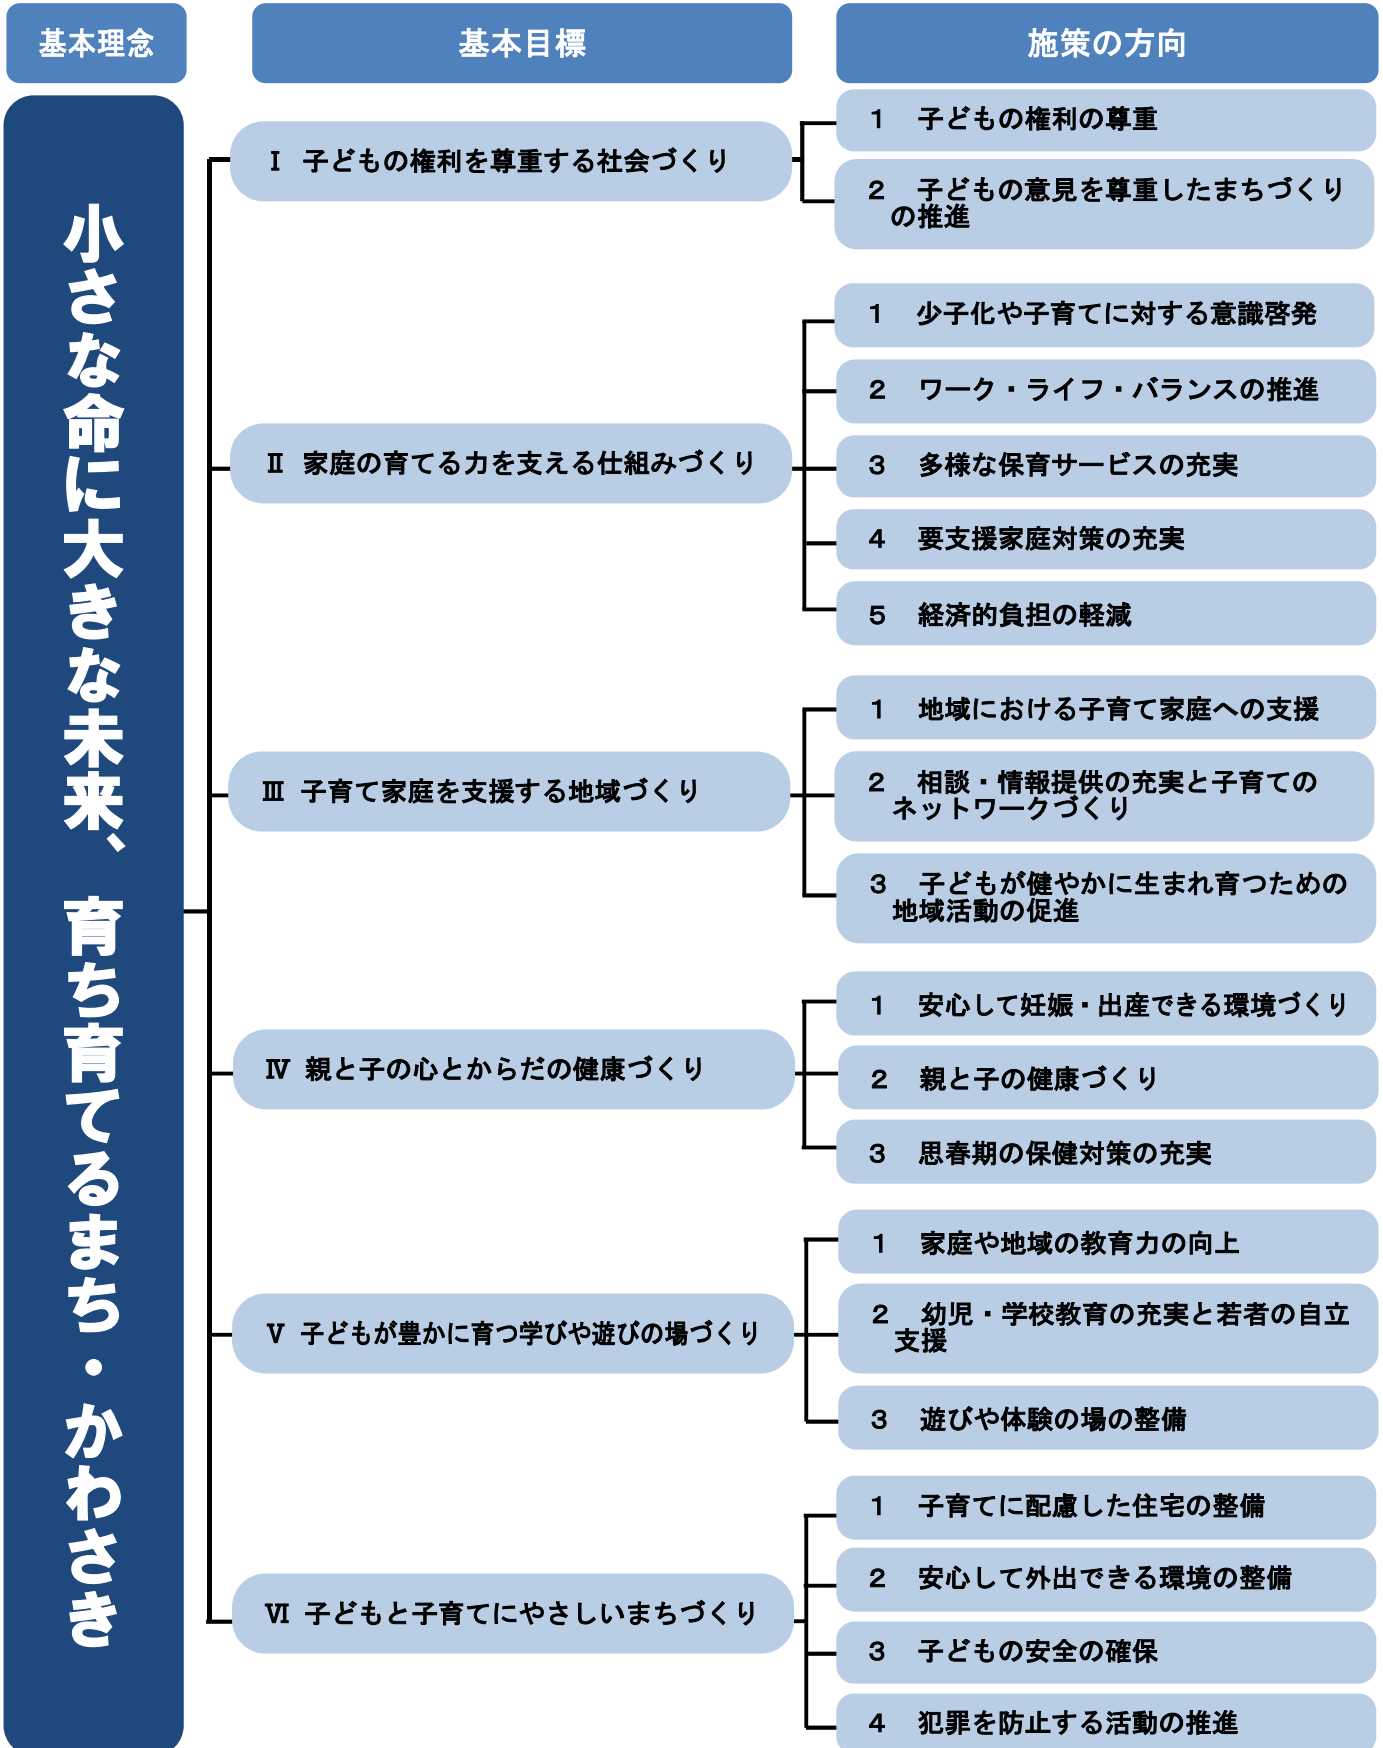 基本理念
基本目標
施策の方向
小さな命に大きな未来、　育ち育てるまち・かわさき
Ⅰ 子どもの権利を尊重する社会づくり
1　子どもの権利の尊重
2　子どもの意見を尊重したまちづくり
の推進
Ⅱ 家庭の育てる力を支える仕組みづくり
1　少子化や子育てに対する意識啓発
2　ワーク・ライフ・バランスの推進
3　多様な保育サービスの充実
4　要支援家庭対策の充実
5　経済的負担の軽減
Ⅲ 子育て家庭を支援する地域づくり
1　地域における子育て家庭への支援
2　相談・情報提供の充実と子育ての
ネットワークづくり
3　子どもが健やかに生まれ育つための
地域活動の促進
Ⅳ 親と子の心とからだの健康づくり
1　安心して妊娠・出産できる環境づくり
2　親と子の健康づくり
3　思春期の保健対策の充実
Ⅴ 子どもが豊かに育つ学びや遊びの場づくり
1　家庭や地域の教育力の向上
2　幼児・学校教育の充実と若者の自立
支援
3　遊びや体験の場の整備
Ⅵ 子どもと子育てにやさしいまちづくり
1　子育てに配慮した住宅の整備
2　安心して外出できる環境の整備
3　子どもの安全の確保
4　犯罪を防止する活動の推進